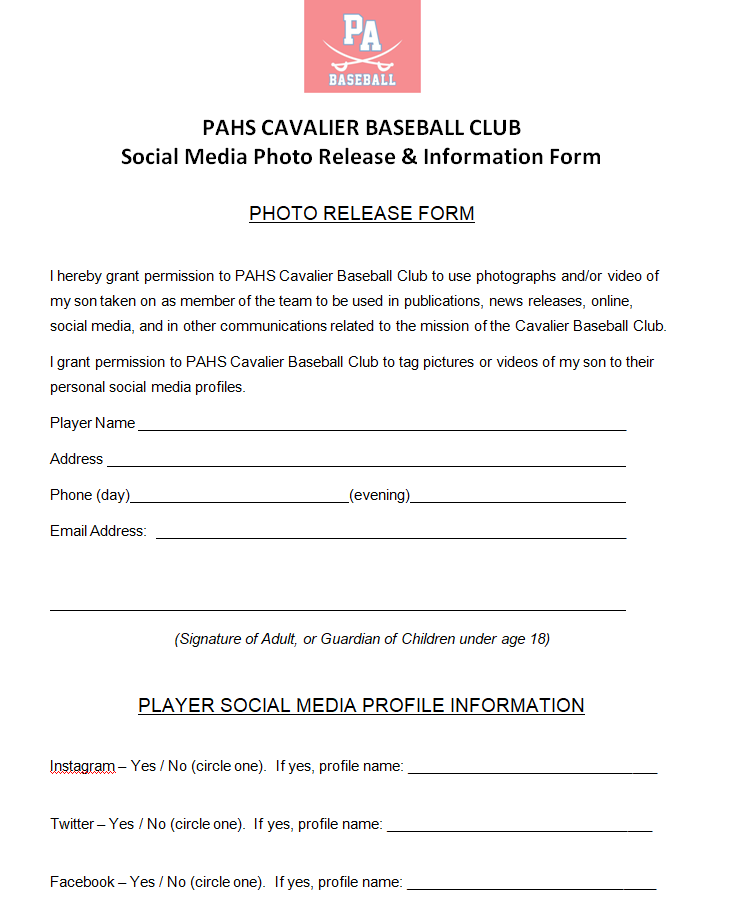 PA
BASEBALL
PAHS CAVALIER BASEBALL CLUB
Social Media Photo Release & Information Form
PHOTO RELEASE FORM
I hereby grant permission to PAHS Cavalier Baseball Club to use photographs and/or video of
my son taken on as member of the team to be used in publications, news releases, online,
social media, and in other communications related to the mission of the Cavalier Baseball Club.
I grant permission to PAHS Cavalier Baseball Club to tag pictures or videos of my son to their
personal social media profiles.
Player Name
Address
Phone (day) (evening)
Email Address:
(Signature of Adult, or Guardian of Children under age 18)
PLAYER SOCIAL MEDIA PROFILE INFORMATION
Instagram – Yes / No (circle one). If yes, profile name:
Twitter – Yes / No (circle one). If yes, profile name:
Facebook – Yes / No (circle one). If yes, profile name: